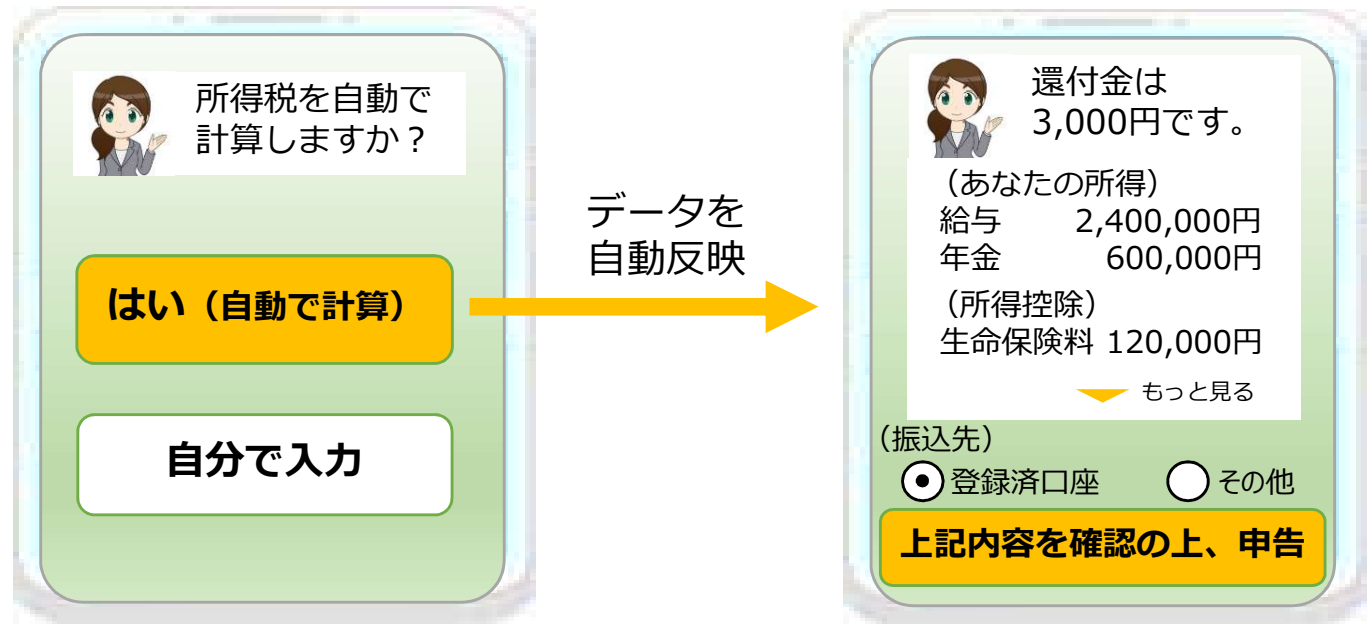 所得税を自動で
計算しますか？
はい（自動で計算）
自分で入力
データを
自動反映
還付金は
3,000円です。
（あなたの所得）
給与 2,400,000円
年金 600,000円
（所得控除）
生命保険料 120,000円
もっと見る
（振込先）
登録済口座 その他
上記内容を確認の上、申告